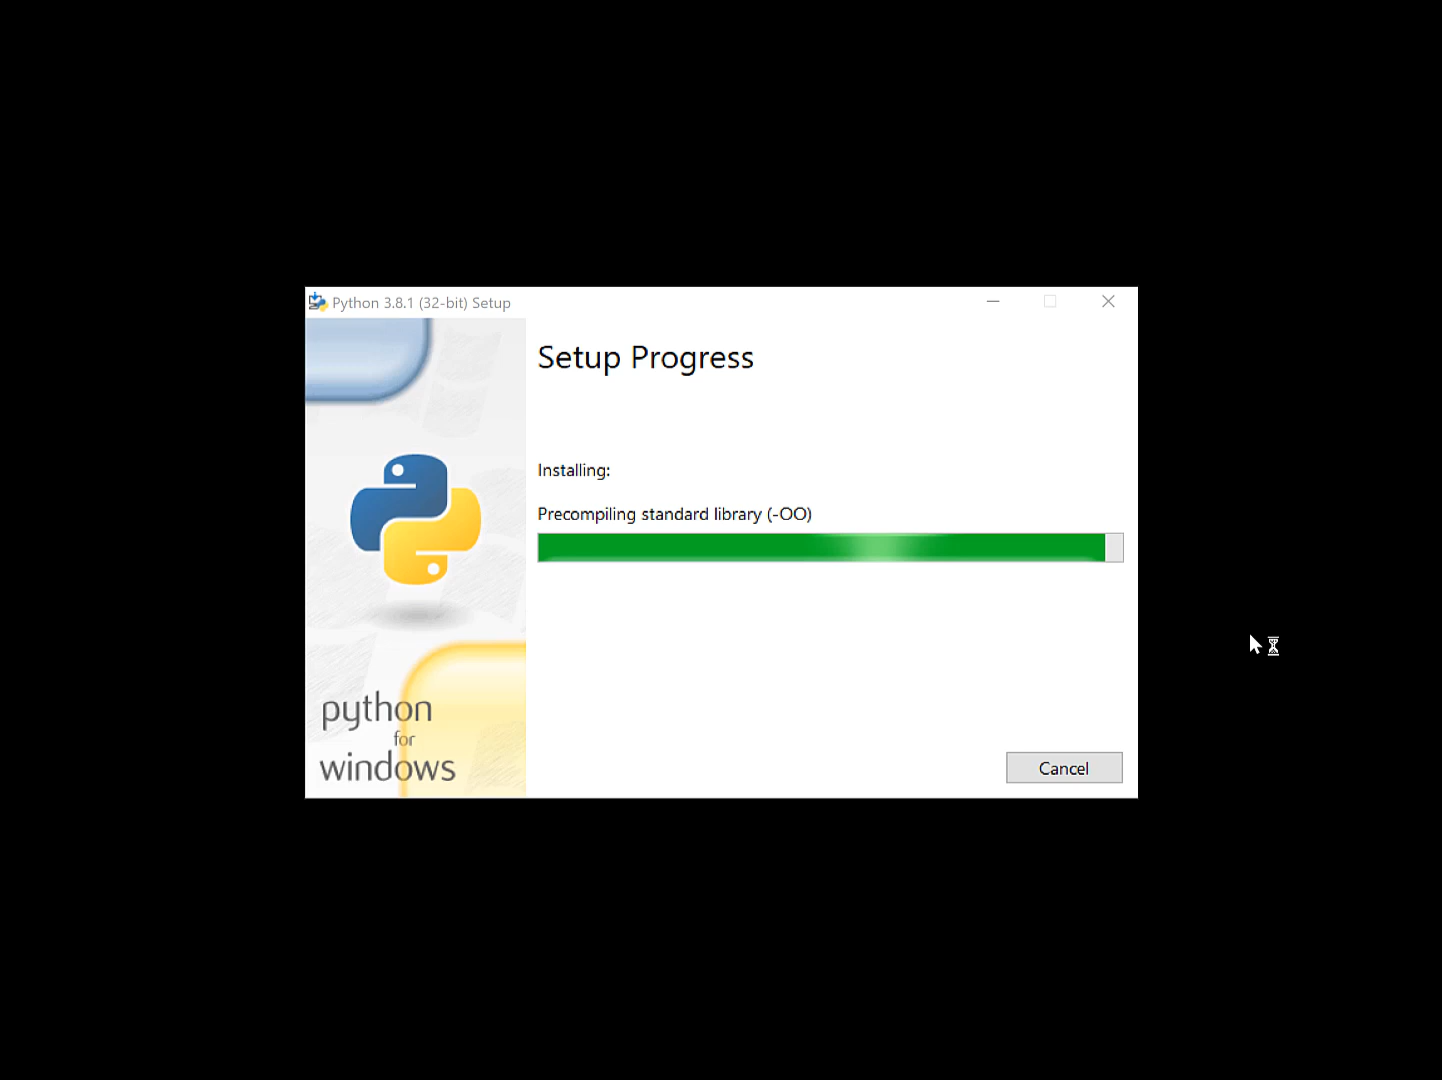 Python 3.8.1 (32-bit) Setup
Setup Progress
Installing:
Precompiling standard library (-OO)
python
for
windows
Cancel